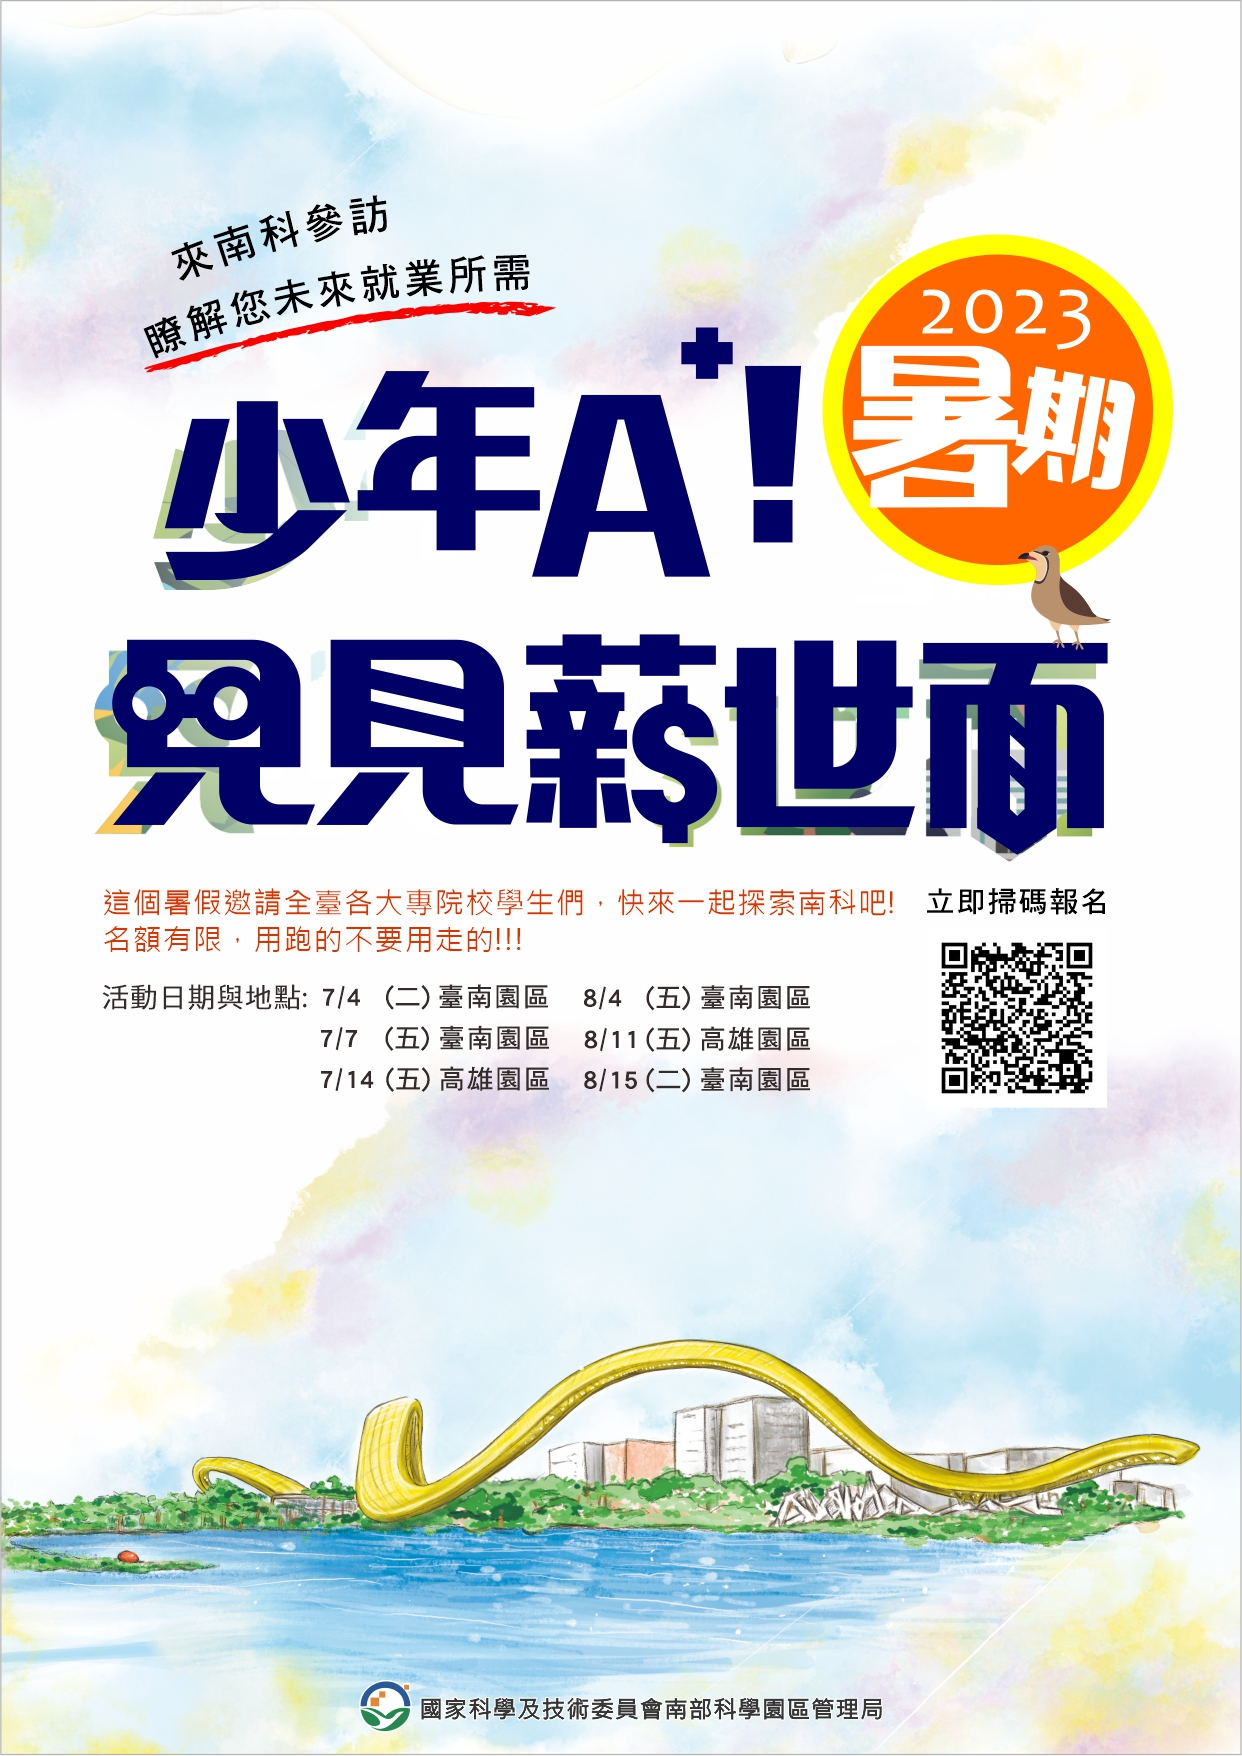 來南科參訪
瞭解您未來就業所需
2023
暑期
少年A+!
見見薪世面
這個暑假邀請全臺各大專院校學生們，快來一起探索南科吧!
名額有限，用跑的不要用走的!!!
立即掃碼報名
活動日期與地點: 7/4 (二) 臺南園區 8/4 (五) 臺南園區
7/7 (五) 臺南園區 8/11 (五) 高雄園區
7/14 (五) 高雄園區 8/15 (二) 臺南園區
國家科學及技術委員會南部科學園區管理局